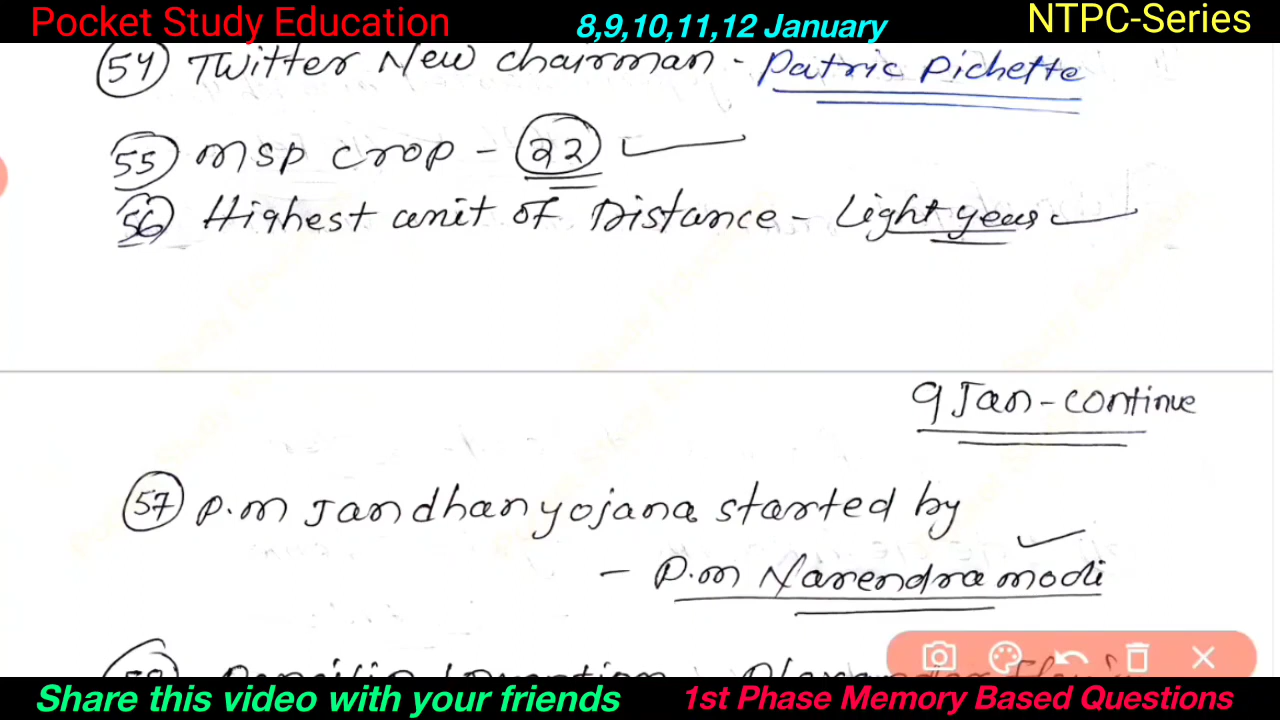 Pocket Study Education
8,9,10,11,12 January
NTPC-Series
54 Twitter New chairman - Patric Pichette
55 MSP crop - 22
56 Highest unit of Distance - Light year
9 Jan - continue
57 P.m Jandhan yojana started by
- P.m Narendra modi
Share this video with your friends
1st Phase Memory Based Questions